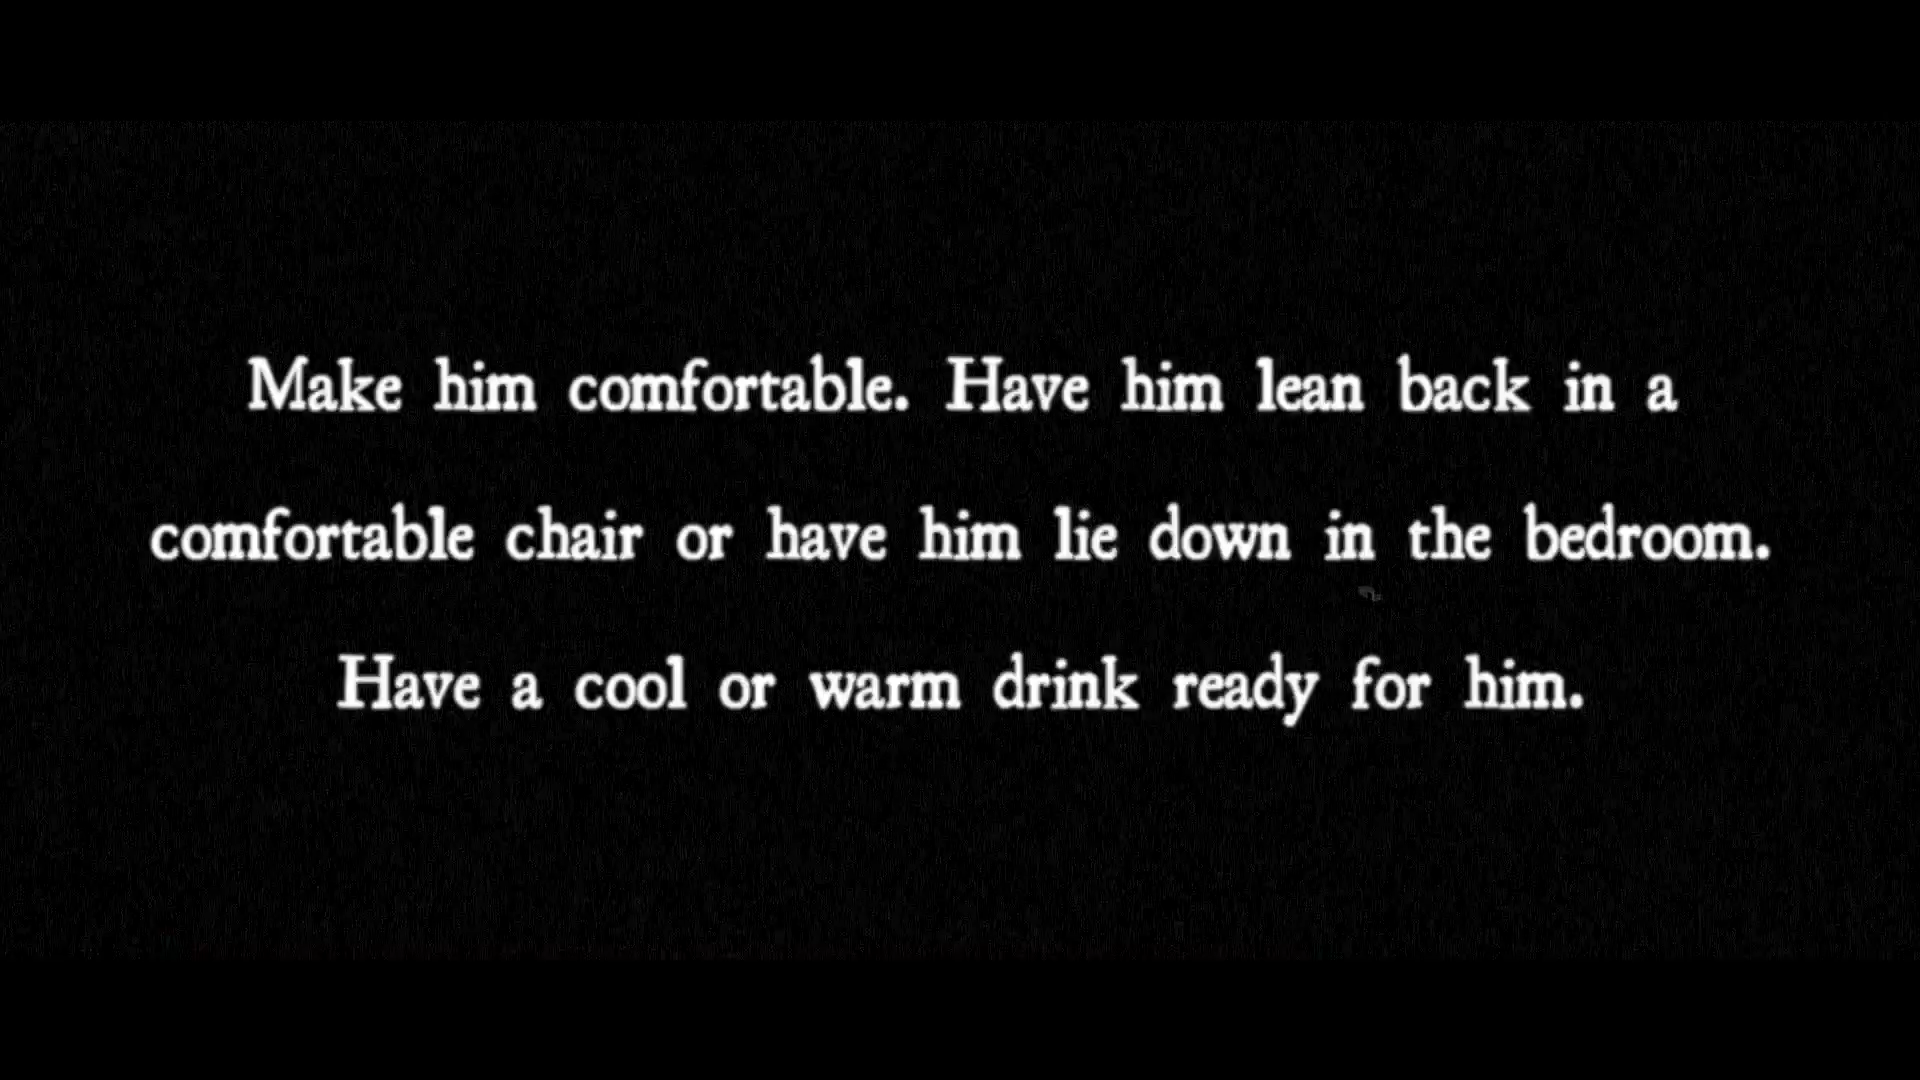 Make him comfortable. Have him lean back in a
comfortable chair or have him lie down in the bedroom.
Have a cool or warm drink ready for him.